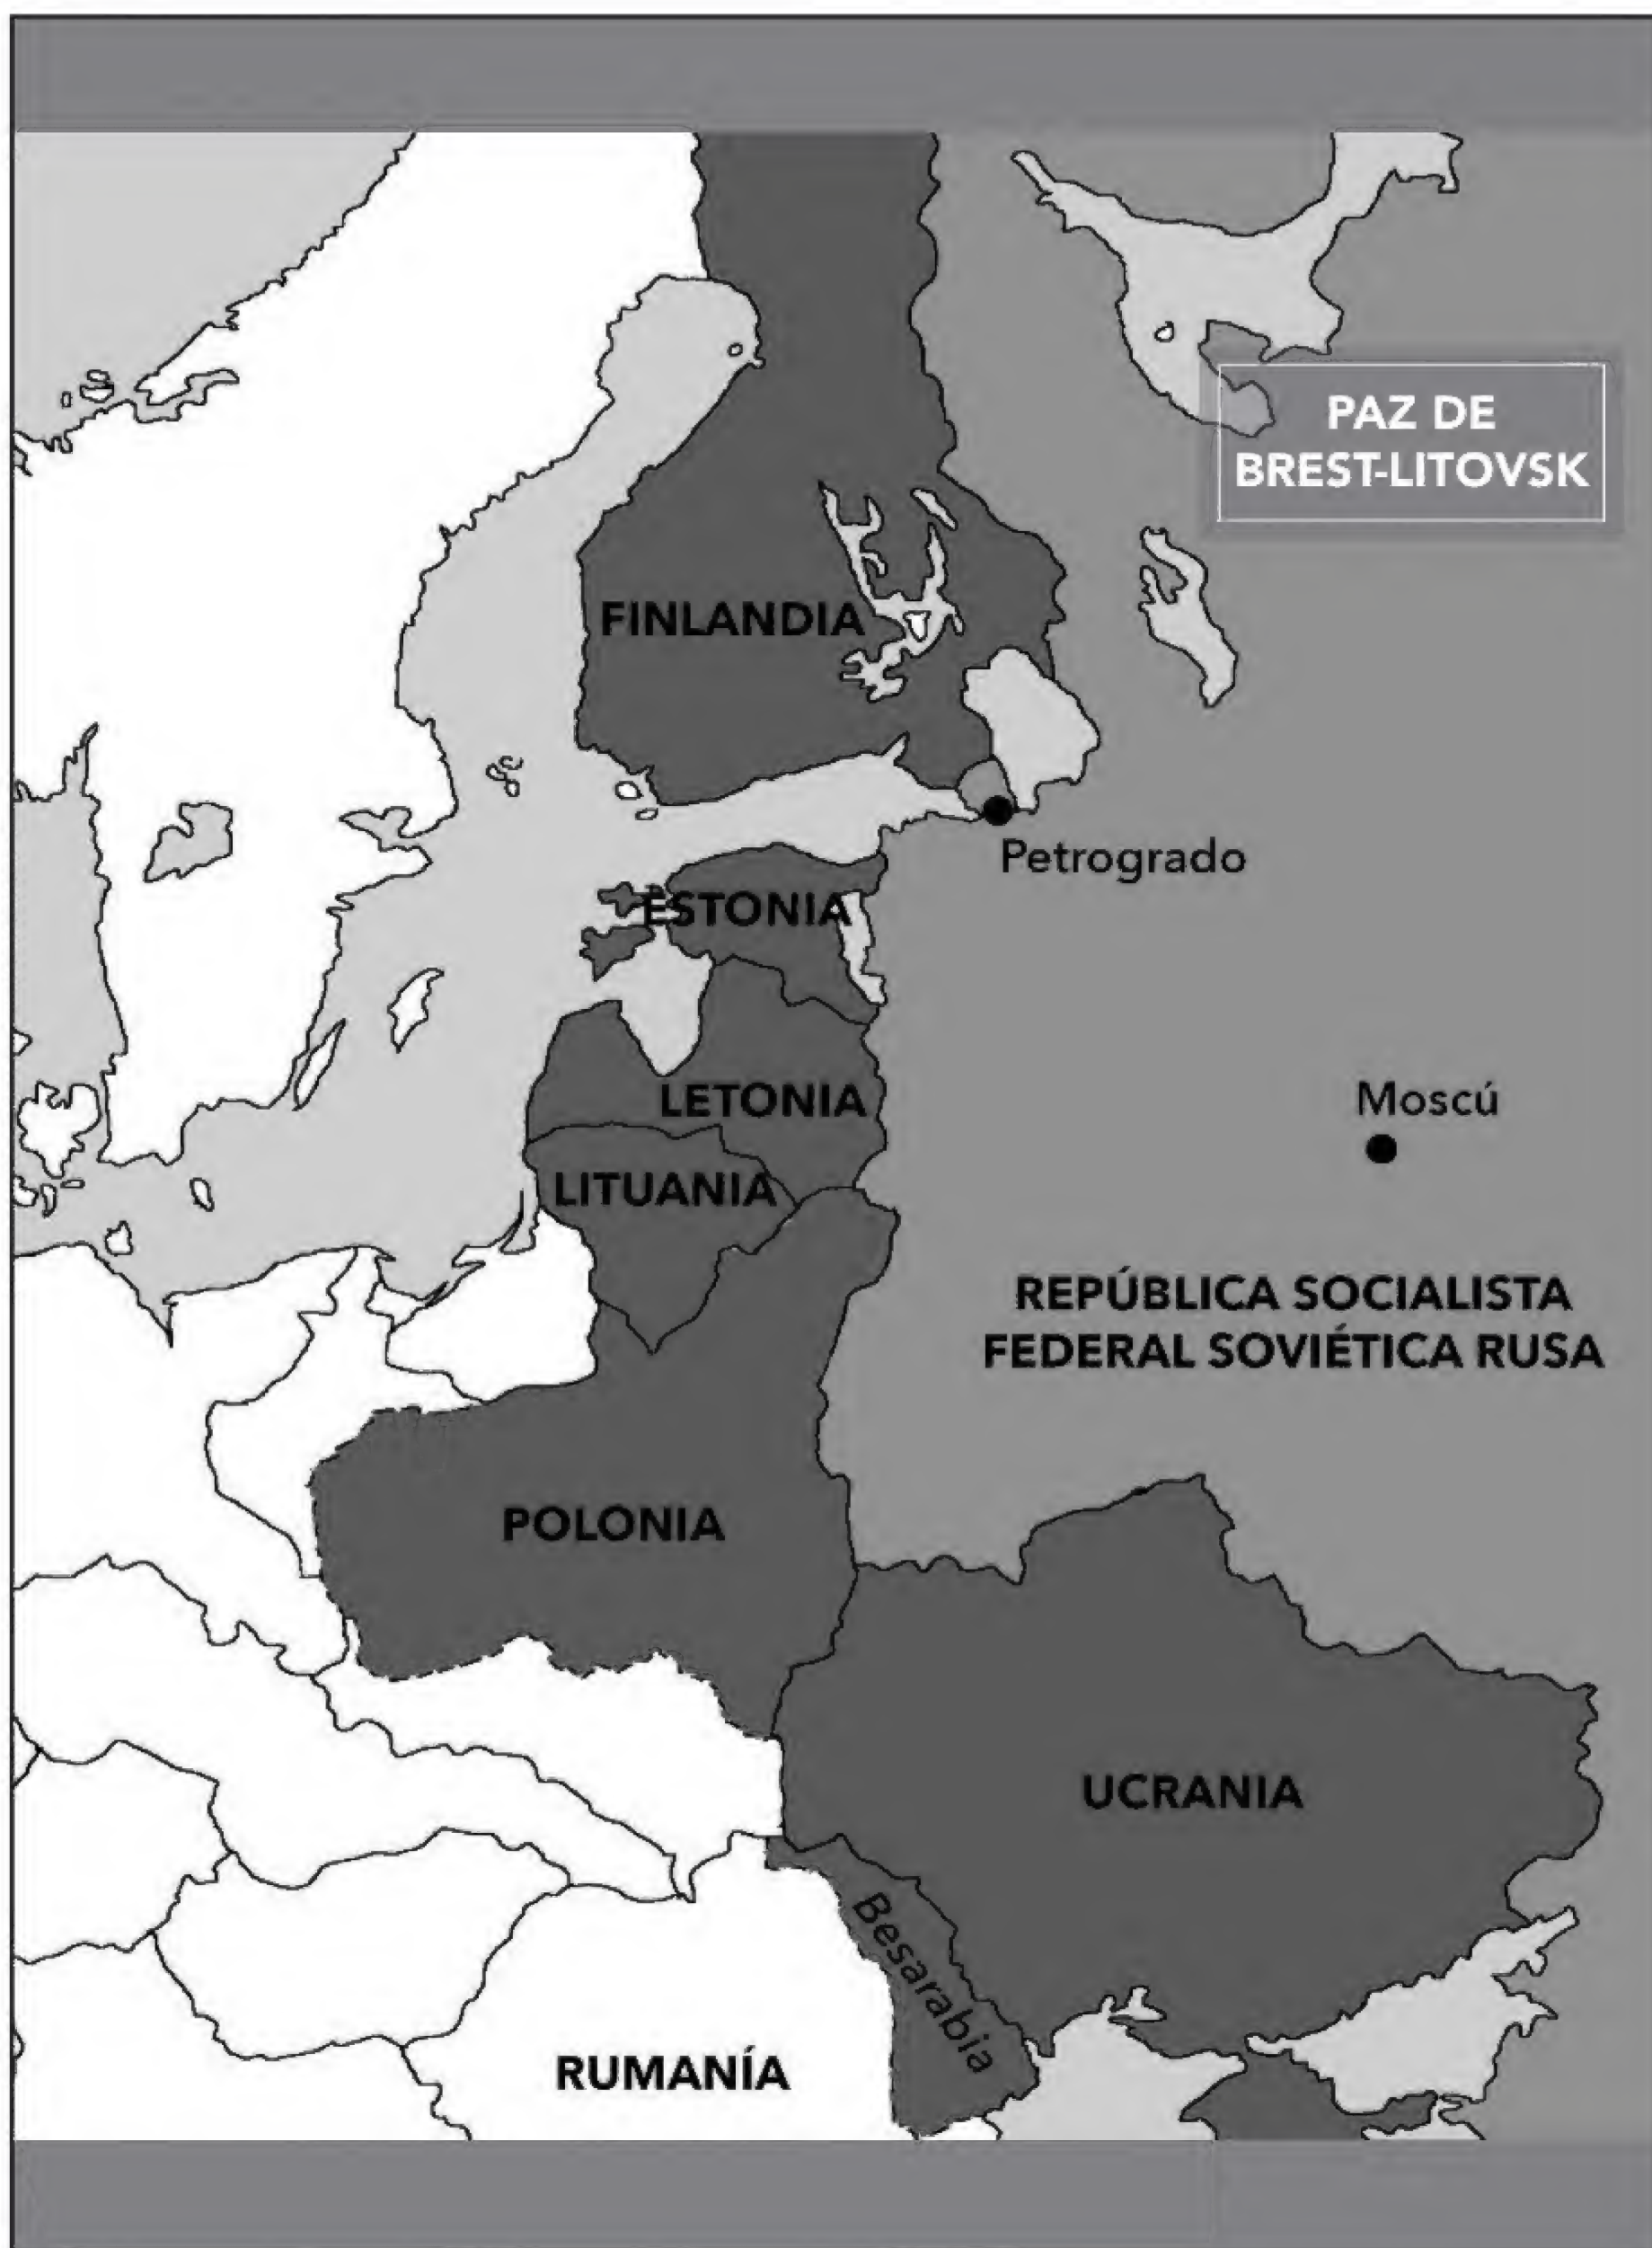 PAZ DE
BREST-LITOVSK
FINLANDIA
Petrogrado
ESTONIA
LETONIA
Moscú
LITUANIA
REPÚBLICA SOCIALISTA
FEDERAL SOVIÉTICA RUSA
POLONIA
UCRANIA
Besarabia
RUMANÍA